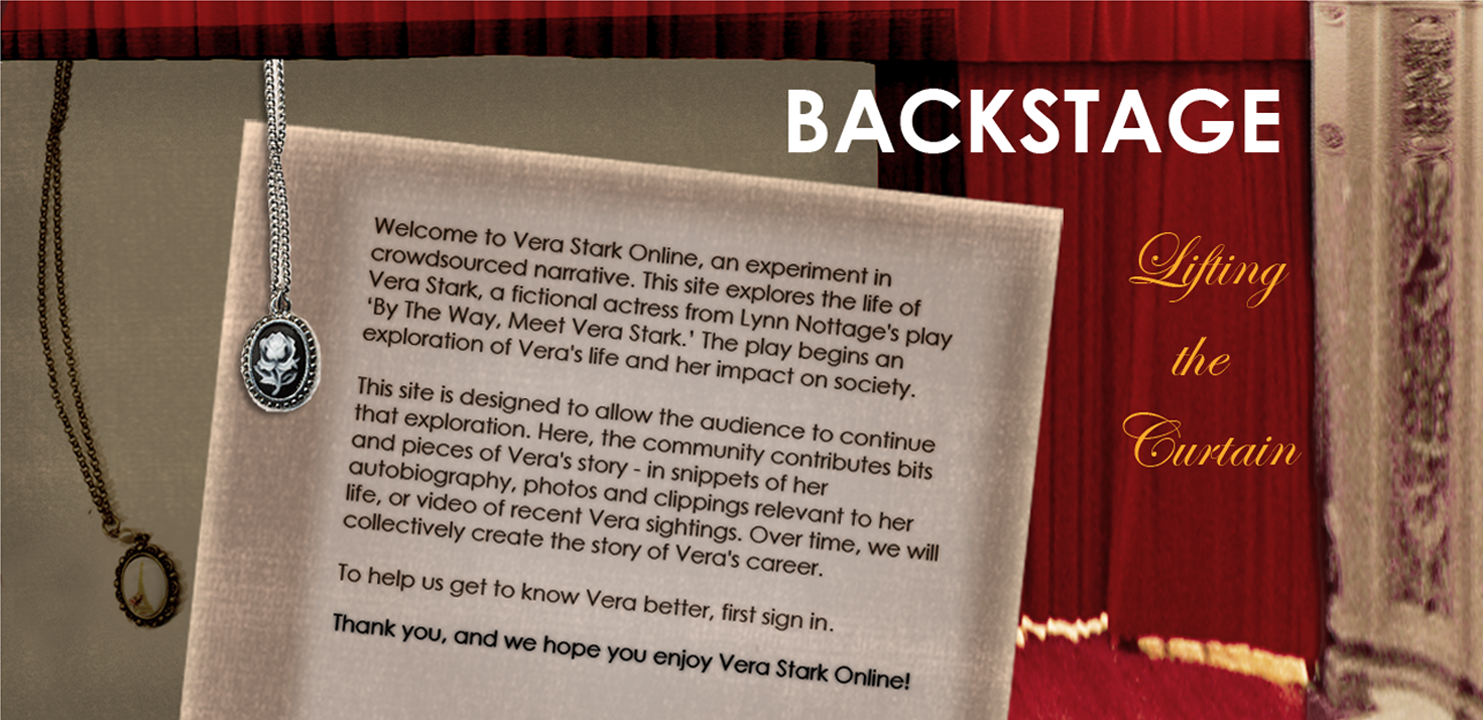 BACKSTAGE
Lifting
the
Curtain
Welcome to Vera Stark Online, an experiment in
crowdsourced narrative. This site explores the life of
Vera Stark, a fictional actress from Lynn Nottage's play
‘By The Way, Meet Vera Stark.’ The play begins an
exploration of Vera's life and her impact on society.
This site is designed to allow the audience to continue
that exploration. Here, the community contributes bits
and pieces of Vera's story - in snippets of her
autobiography, photos and clippings relevant to her
life, or video of recent Vera sightings. Over time, we will
collectively create the story of Vera's career.
To help us get to know Vera better, first sign in.
Thank you, and we hope you enjoy Vera Stark Online!